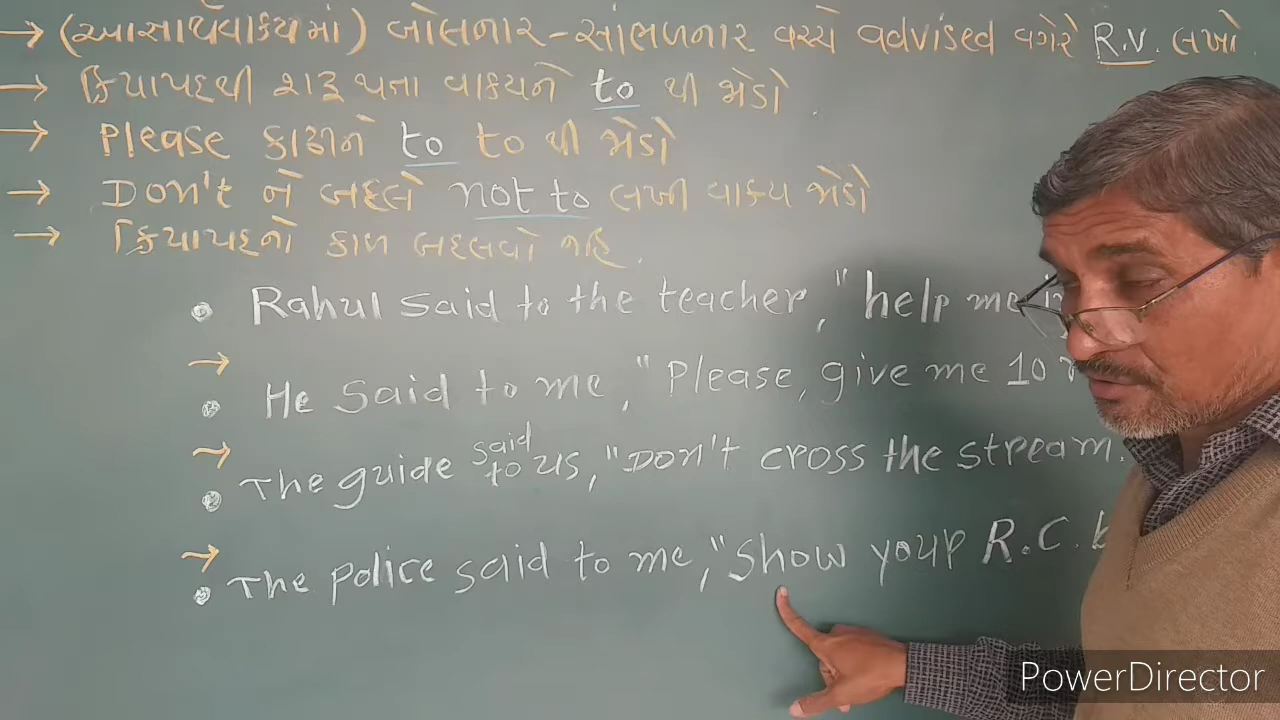 → (આજ્ઞાર્થવાક્યમાં) બોલનાર-સાંભળનાર વચ્ચે advised વગેરે R.V. લખો
→ ક્રિયાપદથી શરૂ થતા વાક્યને to થી જોડો.
→ Please કાઢીને to to થી જોડો
→ Don't ને બદલે not to લખી વાક્ય જોડો
→ ક્રિયાપદનો કાળ બદલવો નહિ.
• Rahul said to the teacher, "help me
→
• He said to me, "Please, give me 10
→
• The guide said to us, "Don't cross the stream.
→
• The police said to me, "Show your R.C.
PowerDirector